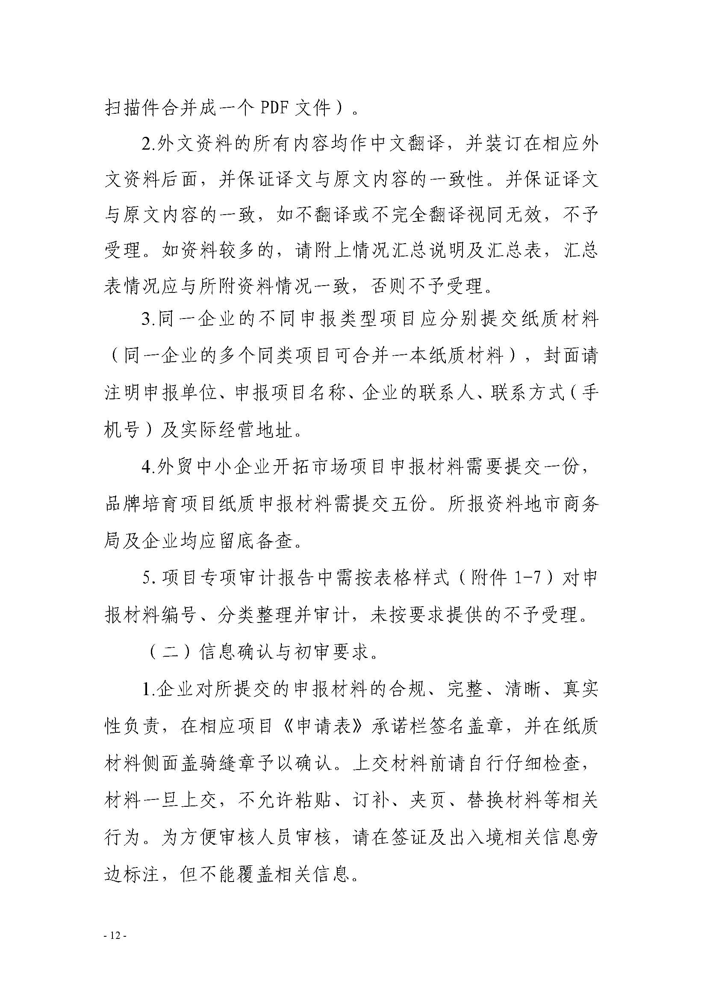 扫描件合并成一个 PDF 文件）。
2.外文资料的所有内容均作中文翻译，并装订在相应外
文资料后面，并保证译文与原文内容的一致性。并保证译文
与原文内容的一致，如不翻译或不完全翻译视同无效，不予
受理。如资料较多的，请附上情况汇总说明及汇总表，汇总
表情况应与所附资料情况一致，否则不予受理。
3.同一企业的不同申报类型项目应分别提交纸质材料
（同一企业的多个同类项目可合并一本纸质材料），封面请
注明申报单位、申报项目名称、企业的联系人、联系方式（手
机号）及实际经营地址。
4.外贸中小企业开拓市场项目申报材料需要提交一份，
品牌培育项目纸质申报材料需提交五份。所报资料地市商务
局及企业均应留底备查。
5.项目专项审计报告中需按表格样式（附件 1-7）对申
报材料编号、分类整理并审计，未按要求提供的不予受理。
（二）信息确认与初审要求。
1.企业对所提交的申报材料的合规、完整、清晰、真实
性负责，在相应项目《申请表》承诺栏签名盖章，并在纸质
材料侧面盖骑缝章予以确认。上交材料前请自行仔细检查，
材料一旦上交，不允许粘贴、订补、夹页、替换材料等相关
行为。为方便审核人员审核，请在签证及出入境相关信息旁
边标注，但不能覆盖相关信息。
- 12 -